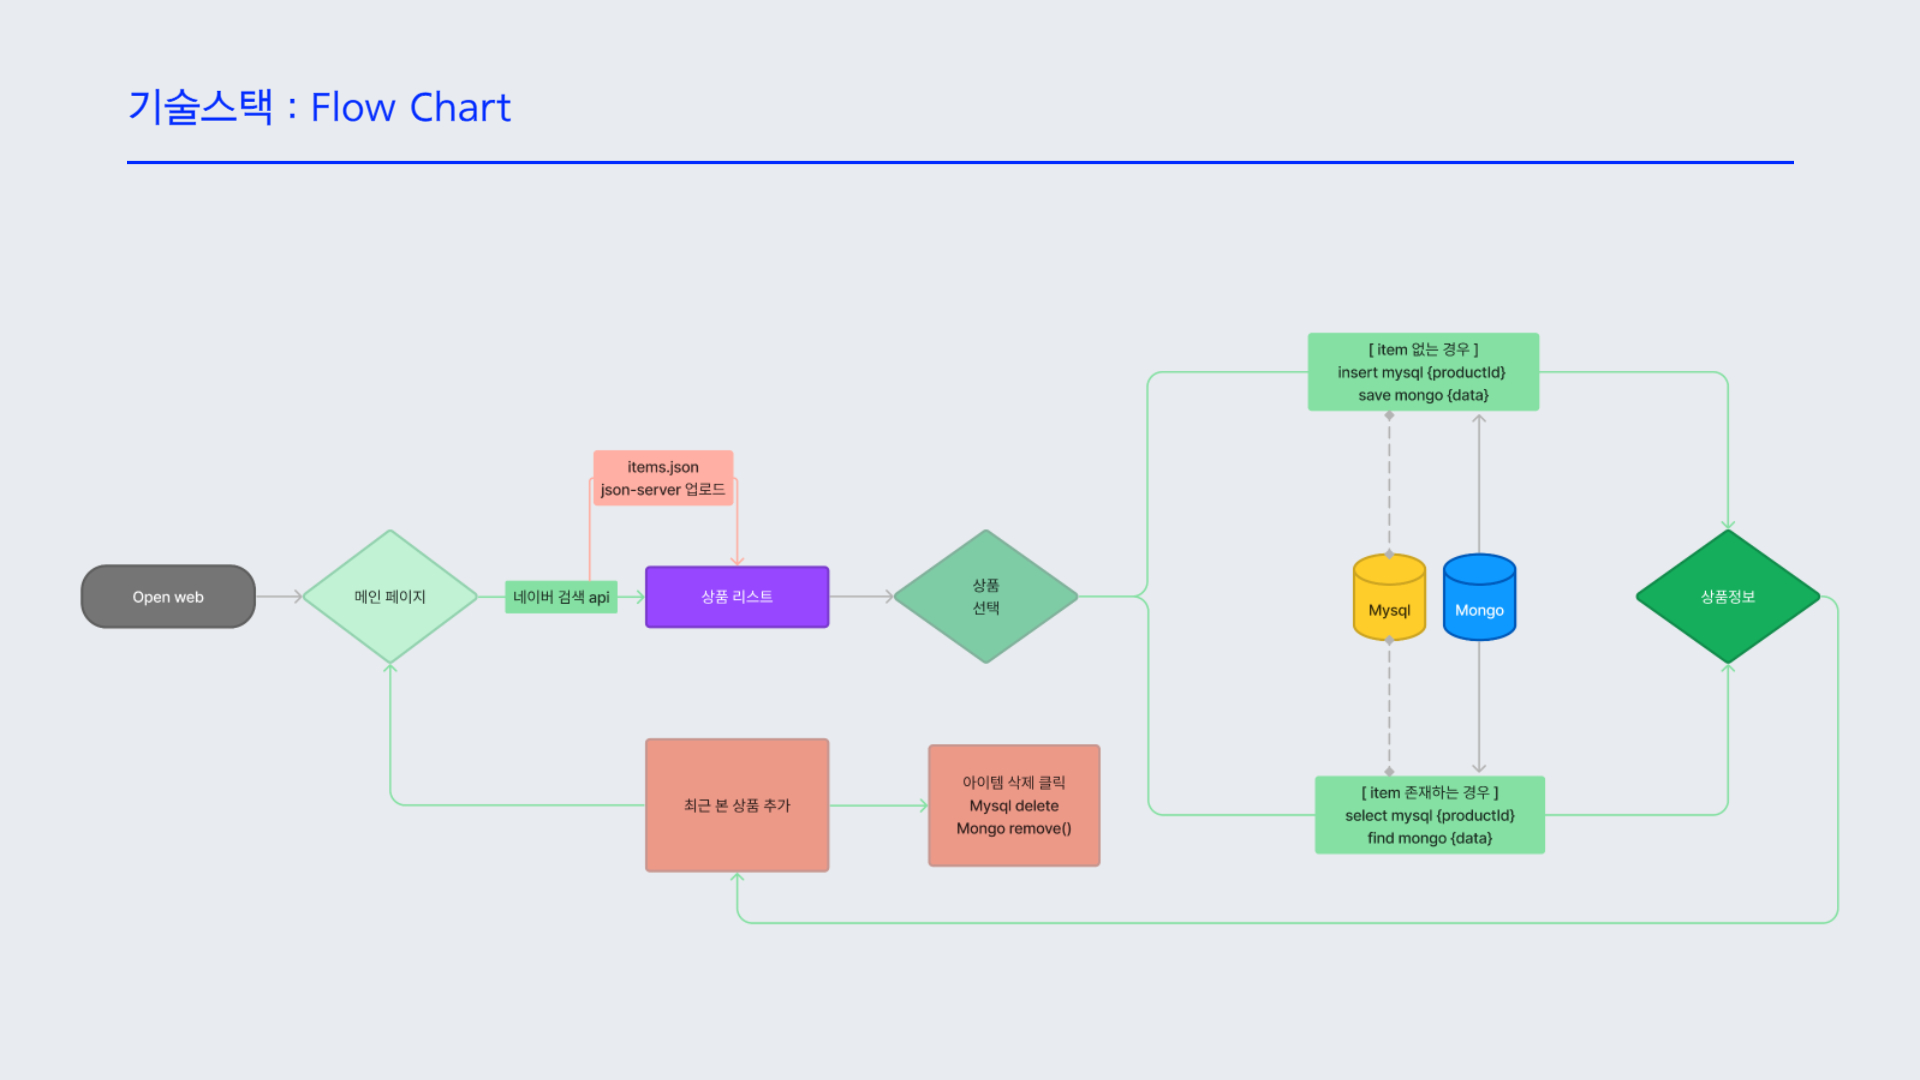 기술스택 : Flow Chart
[ item 없는 경우 ]
insert mysql {productId}
save mongo {data}
items.json
json-server 업로드
Open web
메인 페이지
네이버 검색 api
상품 리스트
상품
선택
Mysql
Mongo
상품정보
최근 본 상품 추가
아이템 삭제 클릭
Mysql delete
Mongo remove()
[ item 존재하는 경우 ]
select mysql {productId}
find mongo {data}